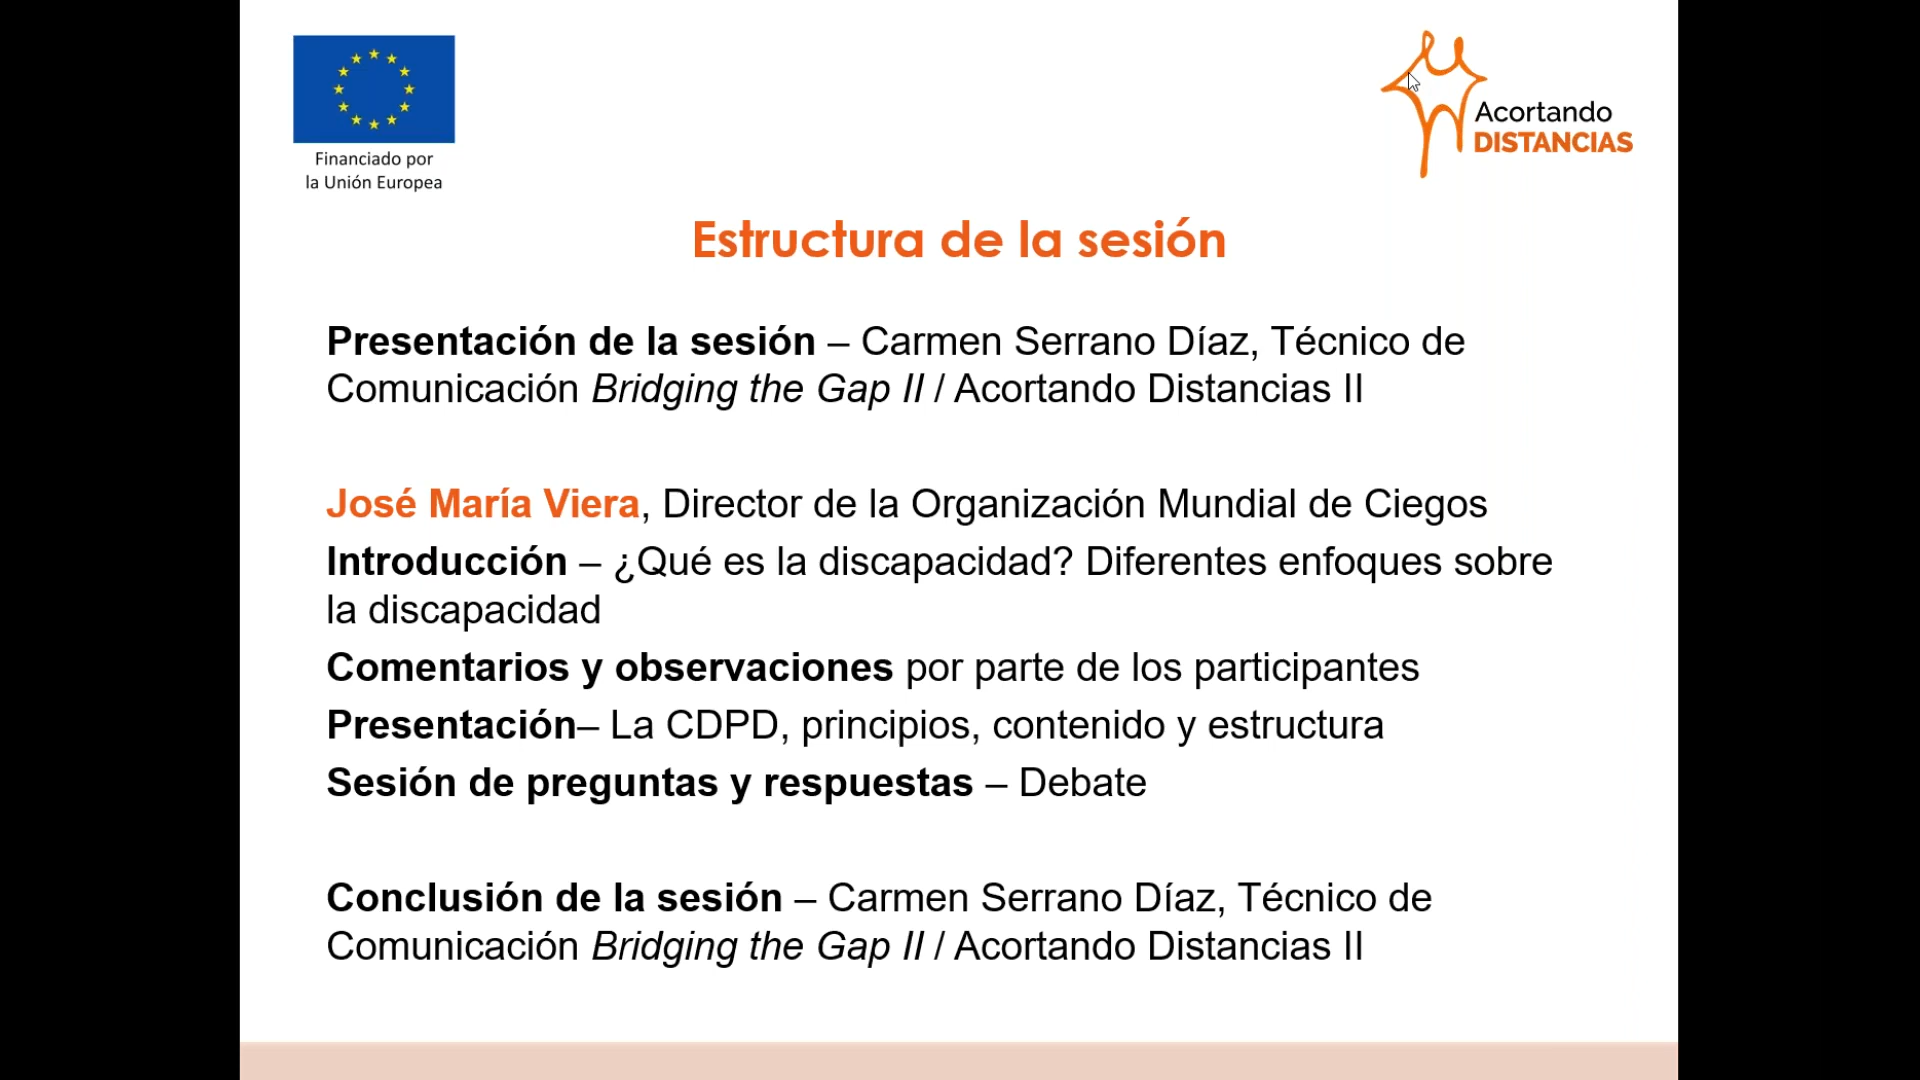 Financiado por
la Unión Europea
Acortando
DISTANCIAS
Estructura de la sesión
Presentación de la sesión – Carmen Serrano Díaz, Técnico de
Comunicación Bridging the Gap II / Acortando Distancias II
José María Viera, Director de la Organización Mundial de Ciegos
Introducción – ¿Qué es la discapacidad? Diferentes enfoques sobre
la discapacidad
Comentarios y observaciones por parte de los participantes
Presentación– La CDPD, principios, contenido y estructura
Sesión de preguntas y respuestas – Debate
Conclusión de la sesión – Carmen Serrano Díaz, Técnico de
Comunicación Bridging the Gap II / Acortando Distancias II